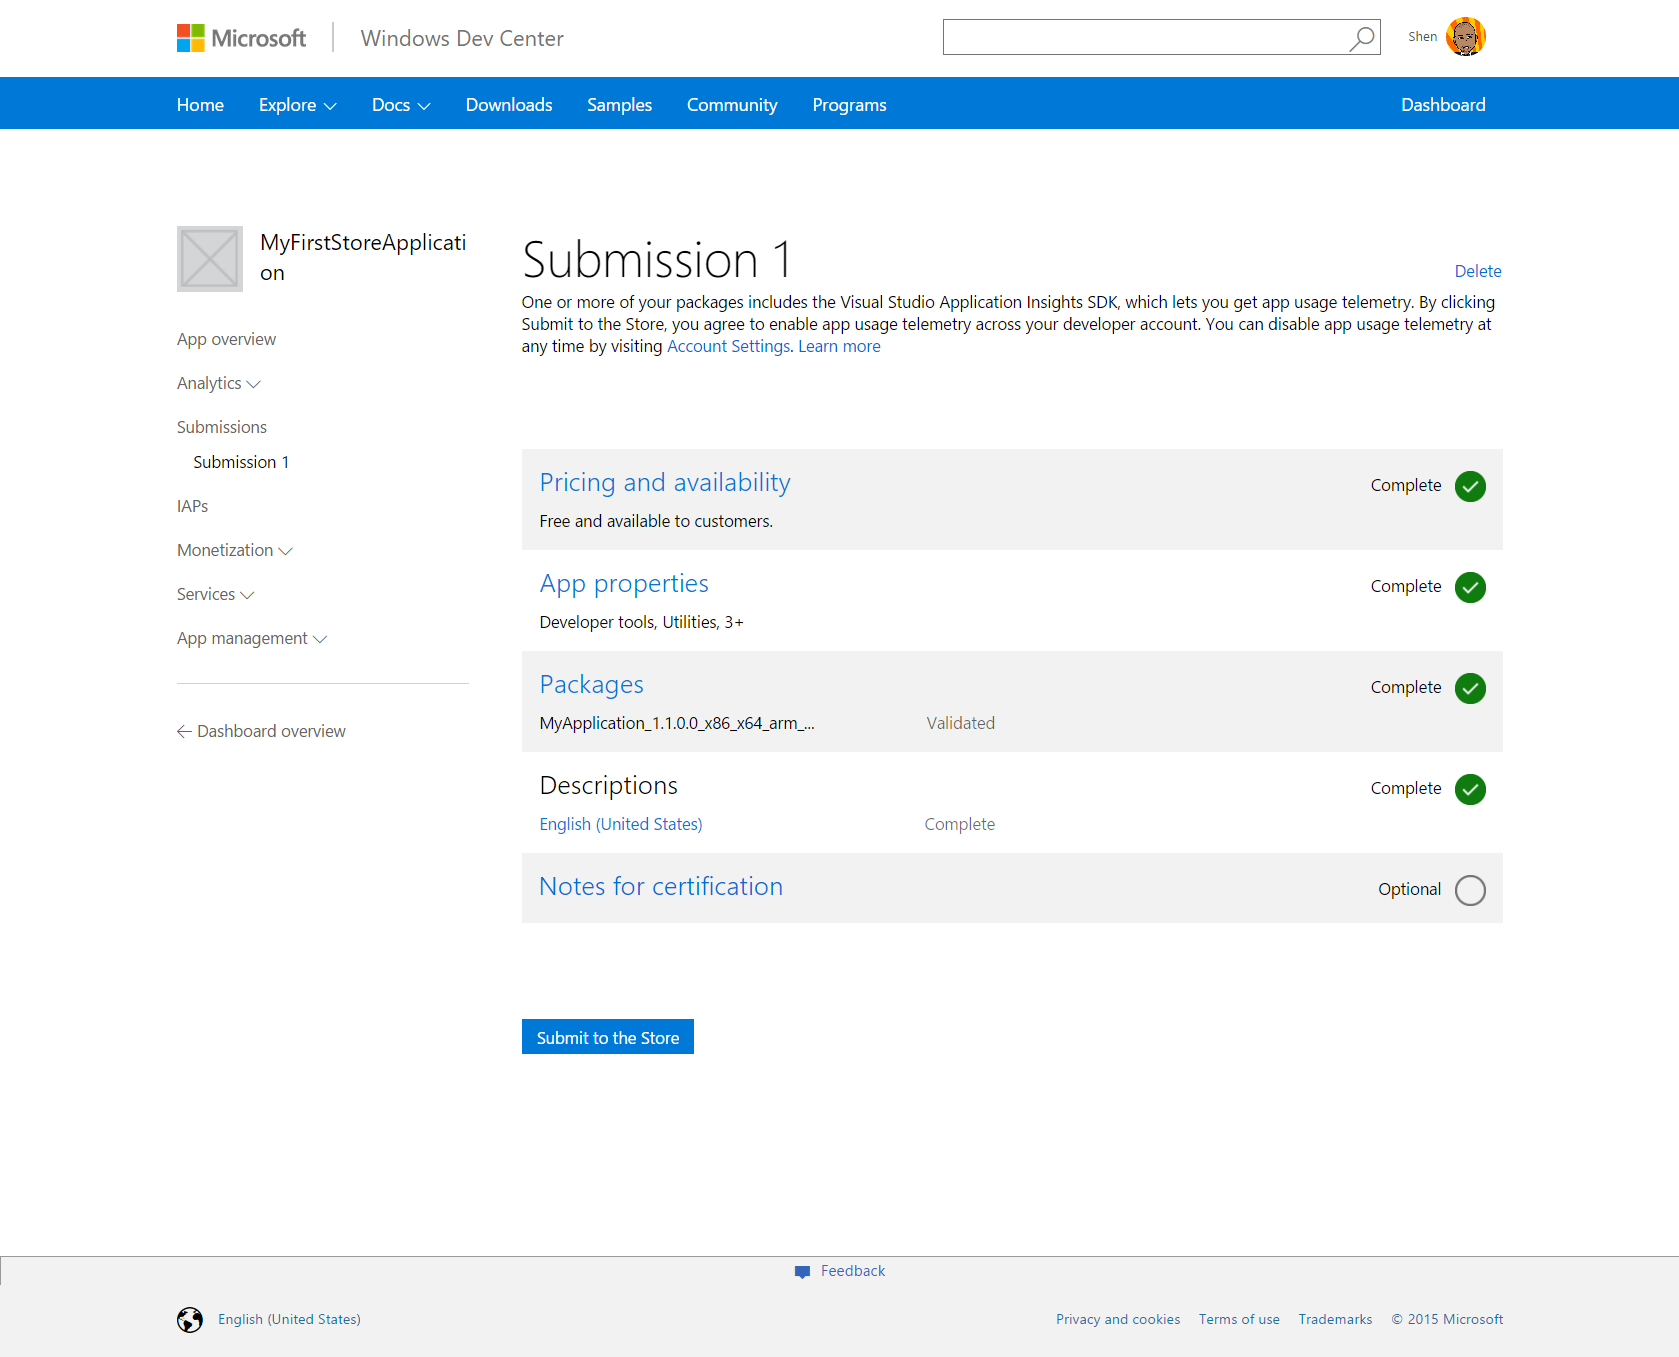 Microsoft
Windows Dev Center
Shen
Home
Explore
Docs
Downloads
Samples
Community
Programs
Dashboard
MyFirstStoreApplicati
on
App overview
Analytics
Submissions
Submission 1
IAPs
Monetization
Services
App management
Dashboard overview
Submission 1
Delete
One or more of your packages includes the Visual Studio Application Insights SDK, which lets you get app usage telemetry. By clicking
Submit to the Store, you agree to enable app usage telemetry across your developer account. You can disable app usage telemetry at
any time by visiting Account Settings. Learn more
Pricing and availability
Complete
Free and available to customers.
App properties
Complete
Developer tools, Utilities, 3+
Packages
Complete
MyApplication_1.1.0.0_x86_x64_arm_...
Validated
Descriptions
Complete
English (United States)
Complete
Notes for certification
Optional
Submit to the Store
Feedback
English (United States)
Privacy and cookies
Terms of use
Trademarks
© 2015 Microsoft